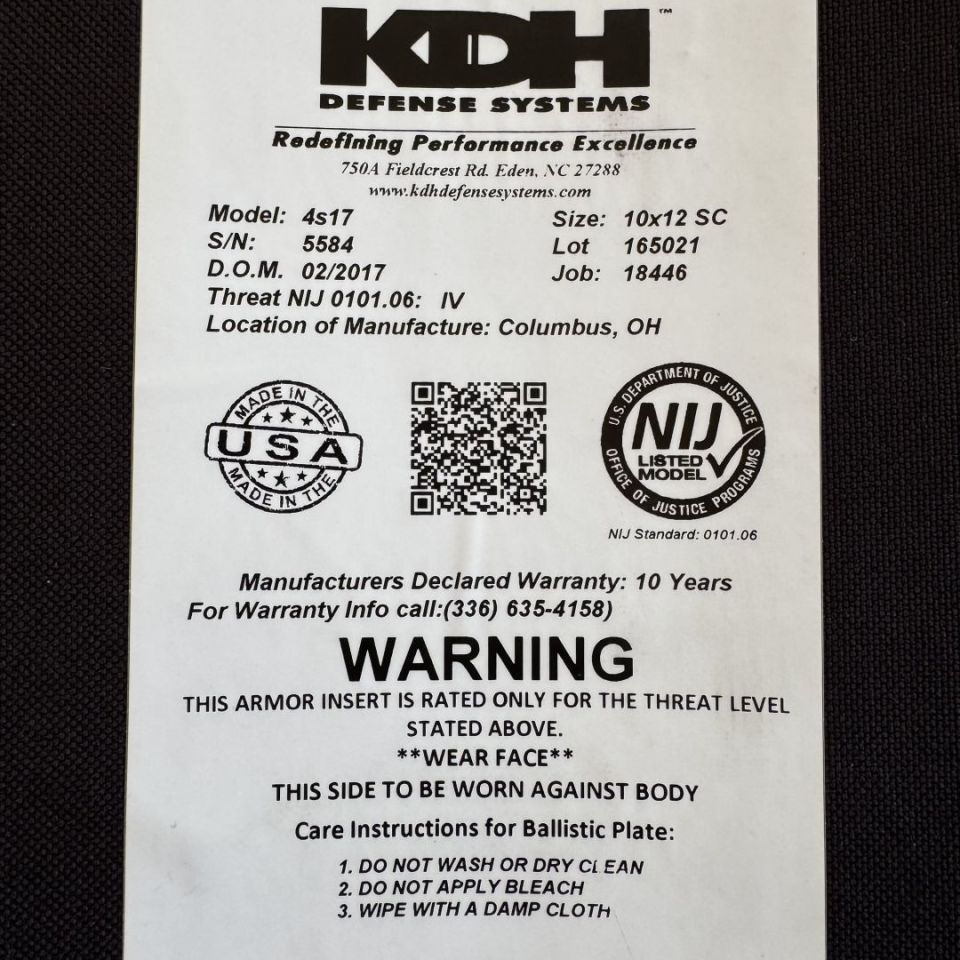 KDH™
DEFENSE SYSTEMS
Redefining Performance Excellence
750A Fieldcrest Rd. Eden, NC 27288
www.kdhdefensesystems.com
Model: 4s17 Size: 10x12 SC
S/N: 5584 Lot 165021
D.O.M. 02/2017 Job: 18446
Threat NIJ 0101.06: IV
Location of Manufacture: Columbus, OH
MADE IN THE
USA
MADE IN THE
U.S. DEPARTMENT OF JUSTICE
NIJ
LISTED
MODEL
OFFICE OF JUSTICE PROGRAMS
NIJ Standard: 0101.06
Manufacturers Declared Warranty: 10 Years
For Warranty Info call:(336) 635-4158)
WARNING
THIS ARMOR INSERT IS RATED ONLY FOR THE THREAT LEVEL
STATED ABOVE.
**WEAR FACE**
THIS SIDE TO BE WORN AGAINST BODY
Care Instructions for Ballistic Plate:
1. DO NOT WASH OR DRY CLEAN
2. DO NOT APPLY BLEACH
3. WIPE WITH A DAMP CLOTH